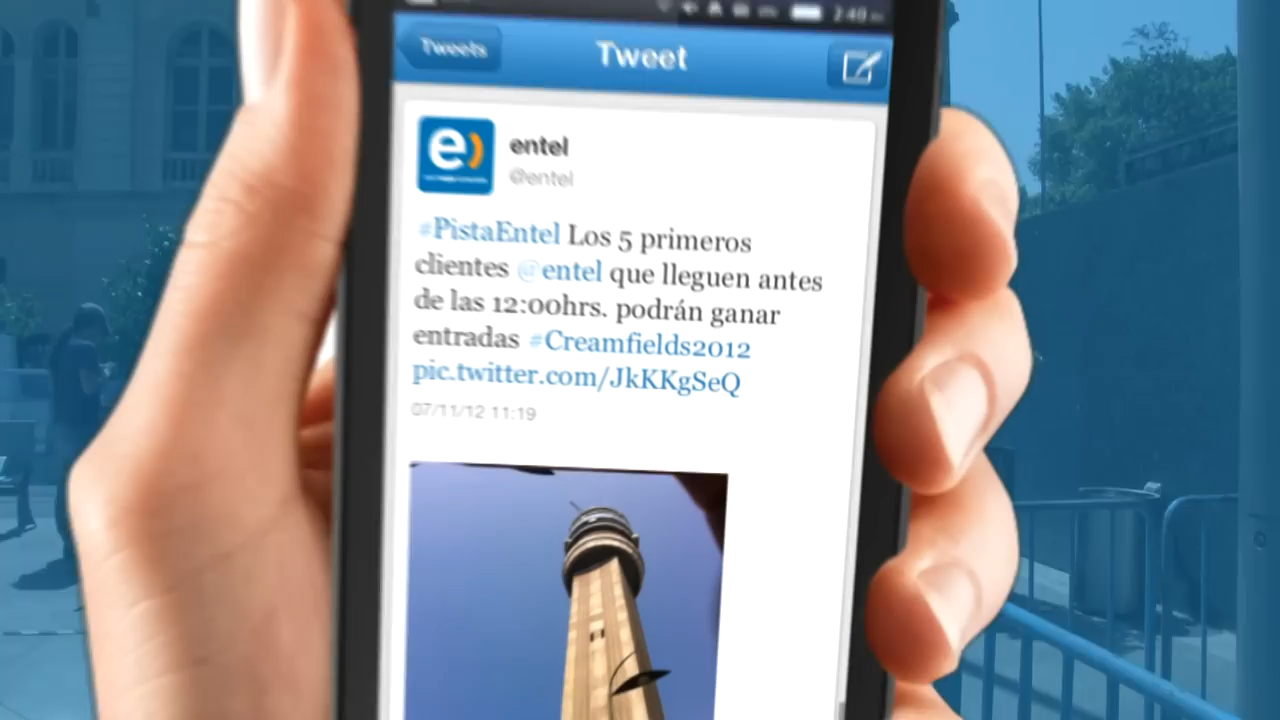 2:40
Tweets
Tweet
e)
entel
@entel
#PistaEntel Los 5 primeros
clientes @entel que lleguen antes
de las 12:00hrs. podrán ganar
entradas #Creamfields2012
pic.twitter.com/JkKKgSeQ
07/11/12 11:19